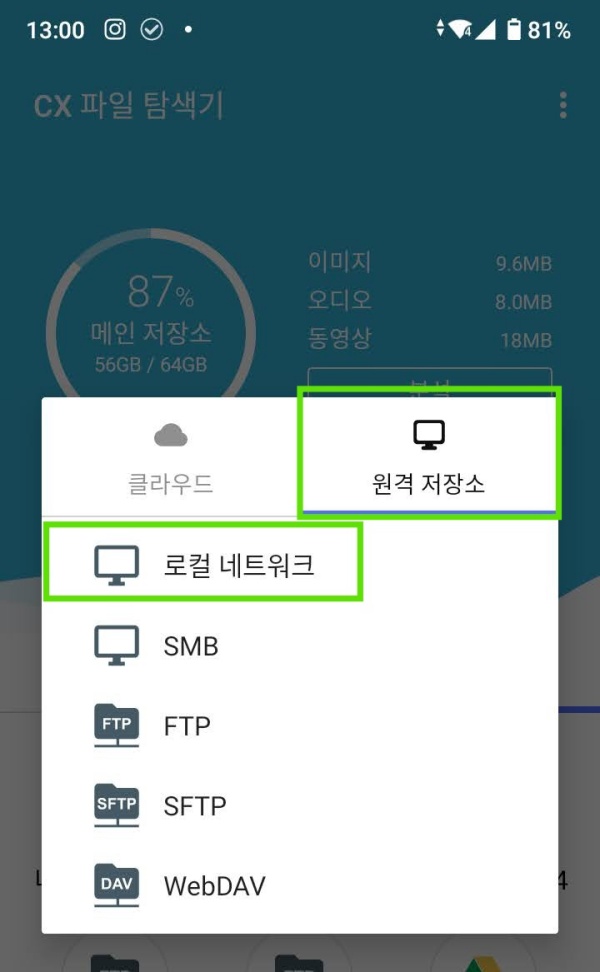 13:00
81%
CX 파일 탐색기
87%
메인 저장소
56GB / 64GB
이미지 9.6MB
오디오 8.0MB
동영상 18MB
클라우드
원격 저장소
로컬 네트워크
SMB
FTP FTP
SFTP SFTP
DAV WebDAV
4